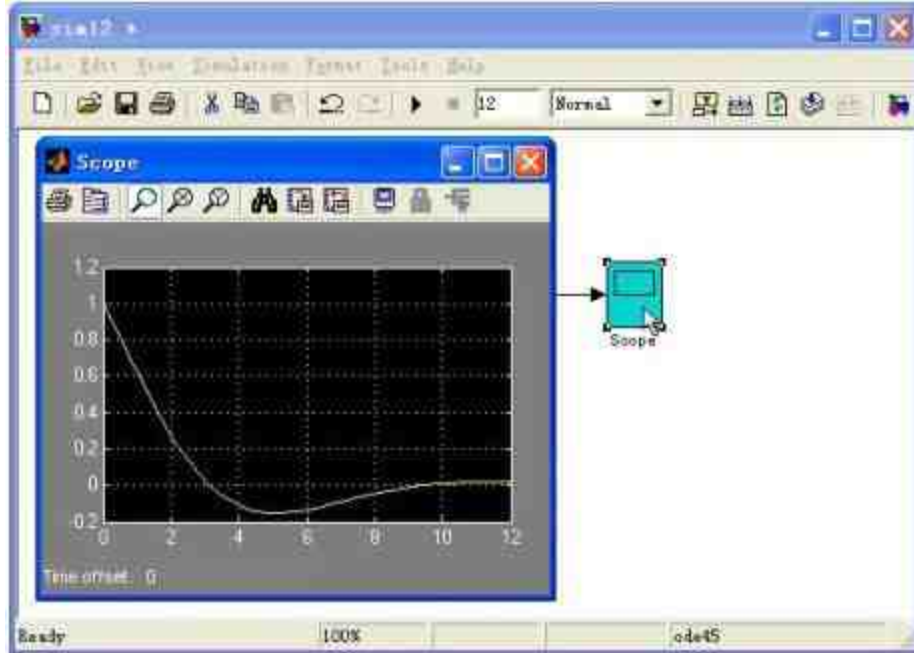 File Edit View Simulation Format Tools Help
12 Normal
Scope
1.2
1
0.8
0.6
0.4
0.2
0
-0.2
0 2 4 6 8 10 12
Time offset: 0
Scope
Ready 100% ode45